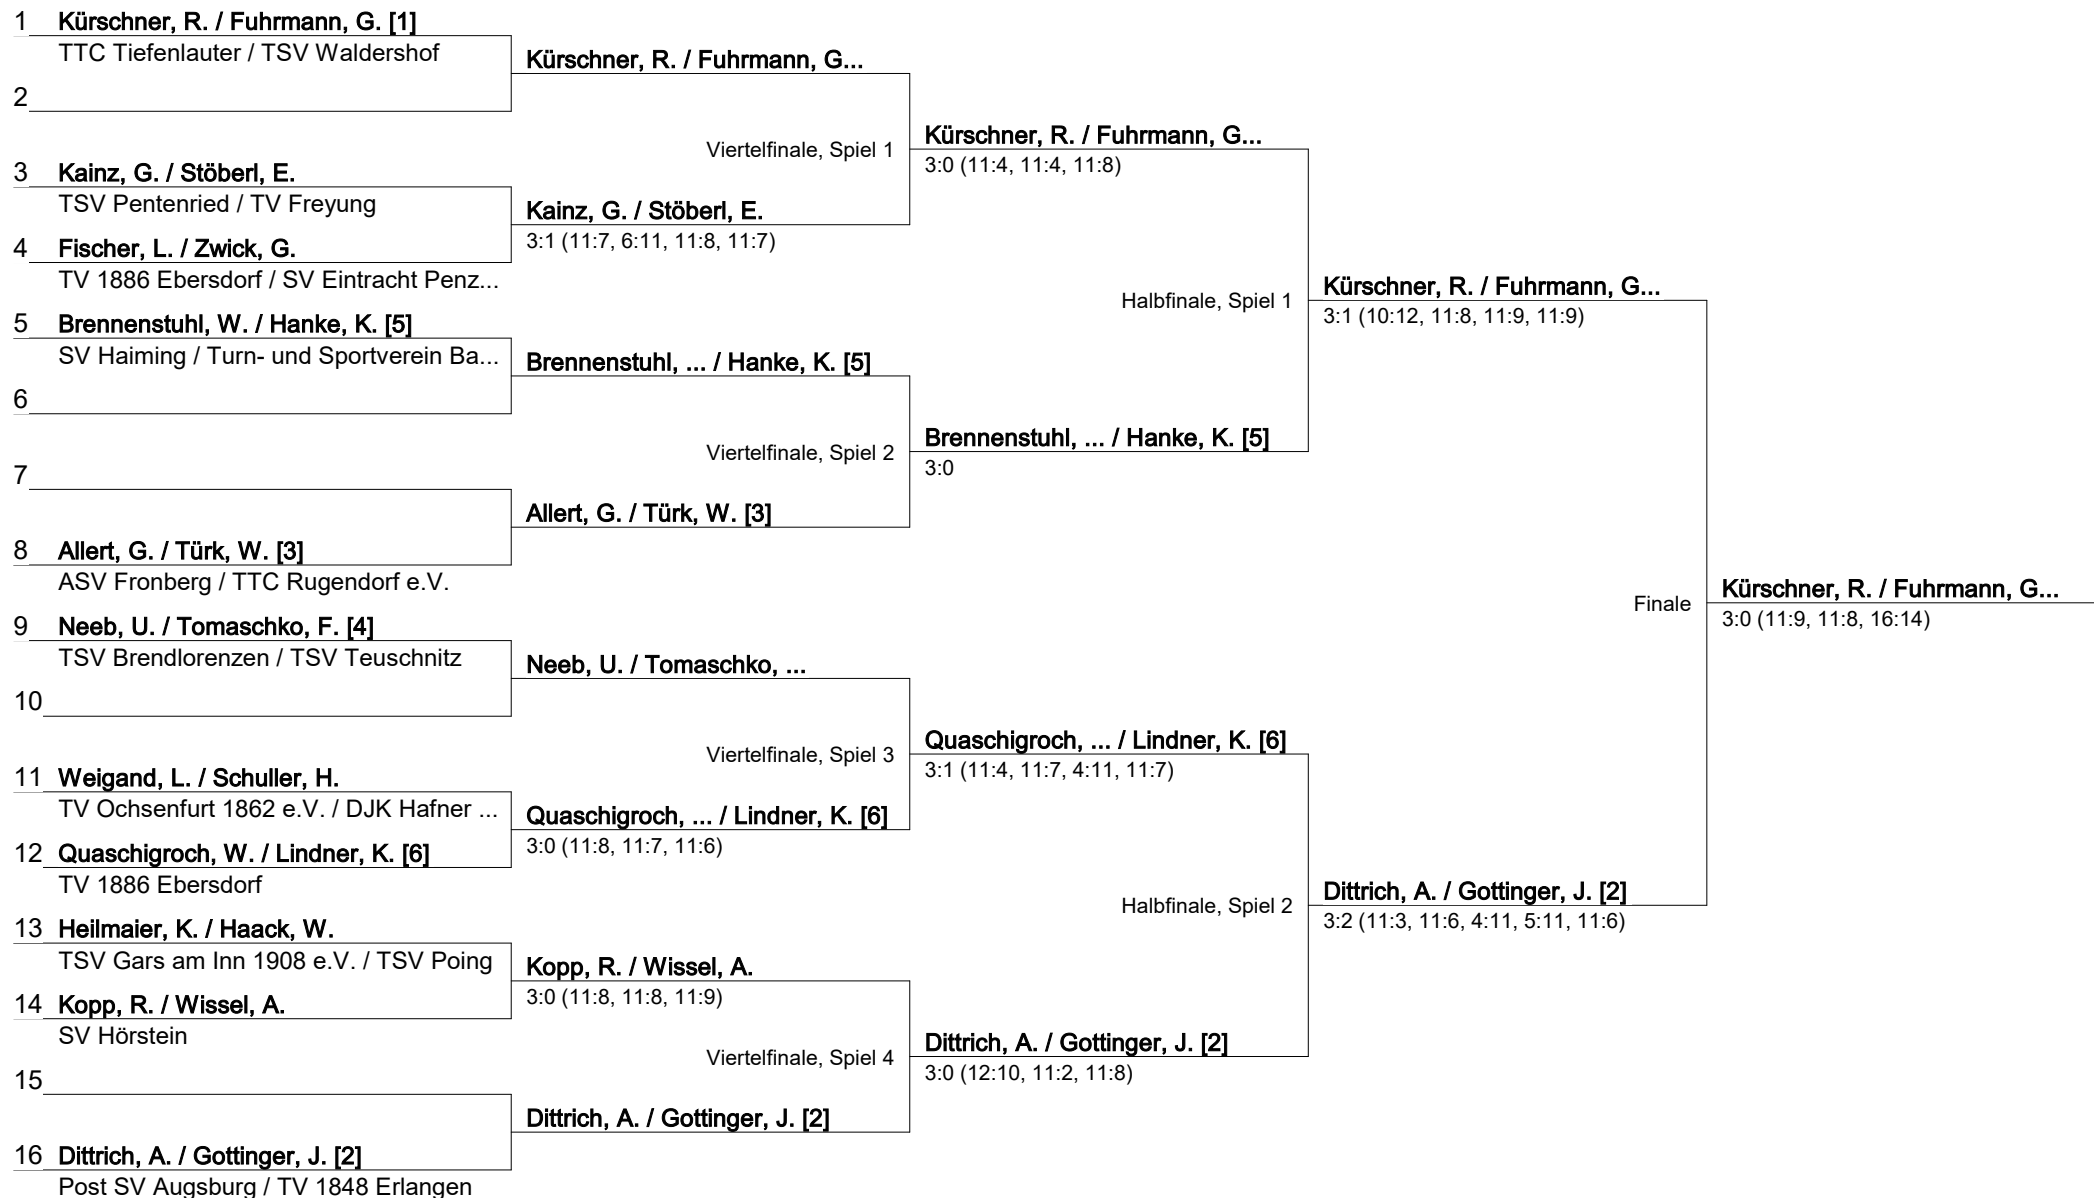 1 Kürschner, R. / Fuhrmann, G. [1]
TTC Tiefenlauter / TSV Waldershof
Kürschner, R. / Fuhrmann, G...
2
Viertelfinale, Spiel 1
Kürschner, R. / Fuhrmann, G...
3:0 (11:4, 11:4, 11:8)
3 Kainz, G. / Stöberl, E.
TSV Pentenried / TV Freyung
Kainz, G. / Stöberl, E.
3:1 (11:7, 6:11, 11:8, 11:7)
4 Fischer, L. / Zwick, G.
TV 1886 Ebersdorf / SV Eintracht Penz...
Halbfinale, Spiel 1
Kürschner, R. / Fuhrmann, G...
3:1 (10:12, 11:8, 11:9, 11:9)
5 Brennenstuhl, W. / Hanke, K. [5]
SV Haiming / Turn- und Sportverein Ba...
Brennenstuhl, ... / Hanke, K. [5]
6
Viertelfinale, Spiel 2
Brennenstuhl, ... / Hanke, K. [5]
3:0
7
Allert, G. / Türk, W. [3]
8 Allert, G. / Türk, W. [3]
ASV Fronberg / TTC Rugendorf e.V.
Finale
Kürschner, R. / Fuhrmann, G...
3:0 (11:9, 11:8, 16:14)
9 Neeb, U. / Tomaschko, F. [4]
TSV Brendlorenzen / TSV Teuschnitz
Neeb, U. / Tomaschko, ...
10
Viertelfinale, Spiel 3
Quaschigroch, ... / Lindner, K. [6]
3:1 (11:4, 11:7, 4:11, 11:7)
11 Weigand, L. / Schuller, H.
TV Ochsenfurt 1862 e.V. / DJK Hafner ...
Quaschigroch, ... / Lindner, K. [6]
3:0 (11:8, 11:7, 11:6)
12 Quaschigroch, W. / Lindner, K. [6]
TV 1886 Ebersdorf
Halbfinale, Spiel 2
Dittrich, A. / Gottinger, J. [2]
3:2 (11:3, 11:6, 4:11, 5:11, 11:6)
13 Heilmaier, K. / Haack, W.
TSV Gars am Inn 1908 e.V. / TSV Poing
Kopp, R. / Wissel, A.
3:0 (11:8, 11:8, 11:9)
14 Kopp, R. / Wissel, A.
SV Hörstein
Viertelfinale, Spiel 4
Dittrich, A. / Gottinger, J. [2]
3:0 (12:10, 11:2, 11:8)
15
Dittrich, A. / Gottinger, J. [2]
16 Dittrich, A. / Gottinger, J. [2]
Post SV Augsburg / TV 1848 Erlangen